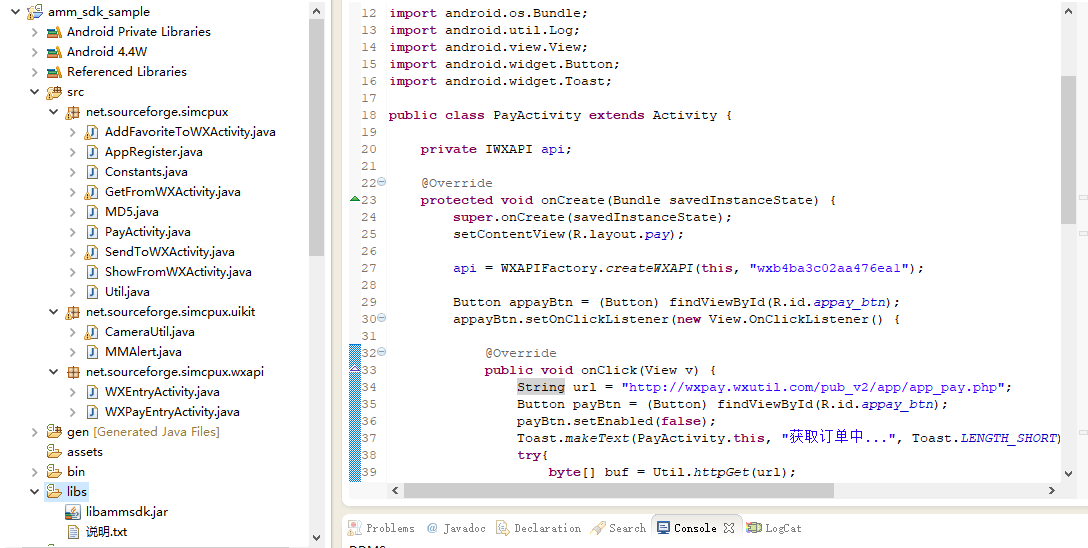 amm_sdk_sample
Android Private Libraries
Android 4.4W
Referenced Libraries
src
net.sourceforge.simcpux
AddFavoriteToWXActivity.java
AppRegister.java
Constants.java
GetFromWXActivity.java
MD5.java
PayActivity.java
SendToWXActivity.java
ShowFromWXActivity.java
Util.java
net.sourceforge.simcpux.uikit
CameraUtil.java
MMAlert.java
net.sourceforge.simcpux.wxapi
WXEntryActivity.java
WXPayEntryActivity.java
gen [Generated Java Files]
assets
bin
libs
libammsdk.jar
说明.txt
12 import android.os.Bundle;
13 import android.util.Log;
14 import android.view.View;
15 import android.widget.Button;
16 import android.widget.Toast;
17
18 public class PayActivity extends Activity {
19
20 private IWXAPI api;
21
22 @Override
23 protected void onCreate(Bundle savedInstanceState) {
24 super.onCreate(savedInstanceState);
25 setContentView(R.layout.pay);
26
27 api = WXAPIFactory.createWXAPI(this, "wxb4ba3c02aa476ea1");
28
29 Button appayBtn = (Button) findViewById(R.id.appay_btn);
30 appayBtn.setOnClickListener(new View.OnClickListener() {
31
32 @Override
33 public void onClick(View v) {
34 String url = "http://wxpay.wxutil.com/pub_v2/app/app_pay.php";
35 Button payBtn = (Button) findViewById(R.id.appay_btn);
36 payBtn.setEnabled(false);
37 Toast.makeText(PayActivity.this, "获取订单中...", Toast.LENGTH_SHORT)
38 try{
39 byte[] buf = Util.httpGet(url);
Problems @ Javadoc Declaration Search Console LogCat